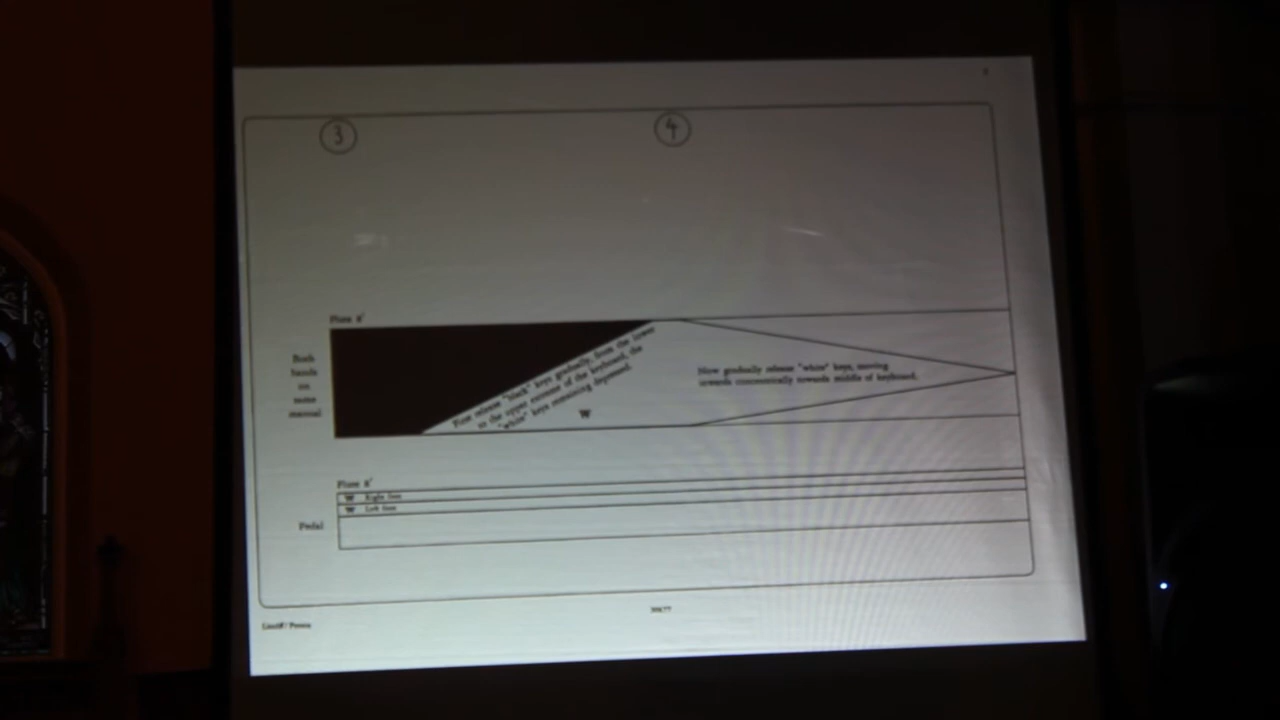 3
4
Flute 8'
Both
hands
on
same
manual
First release "black" keys gradually, from the lower
to the upper extreme of the keyboard, the
"white" keys remaining depressed.
W
Now gradually release "white" keys, moving
inwards concentrically towards middle of keyboard.
Flute 8'
W Right foot
W Left foot
Pedal